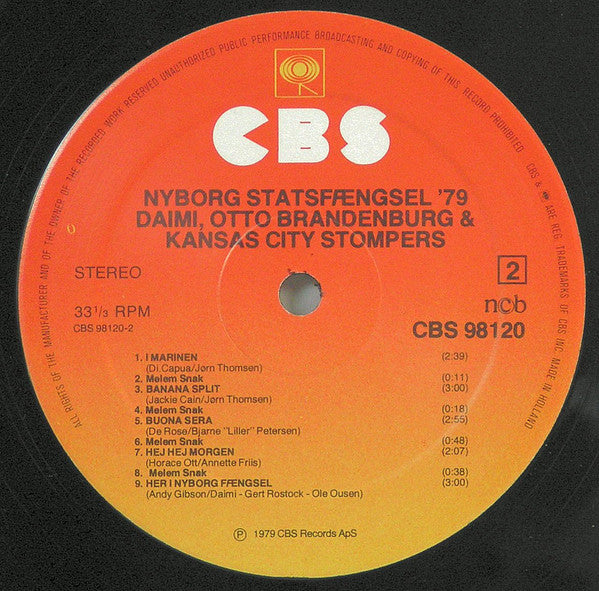 ALL RIGHTS OF THE MANUFACTURER AND OF THE OWNER OF THE RECORDED WORK RESERVED UNAUTHORIZED PUBLIC PERFORMANCE BROADCASTING AND COPYING OF THIS RECORD PROHIBITED CBS & ARE REG. TRADEMARKS OF CBS INC. MADE IN HOLLAND
CBS
NYBORG STATSFÆNGSEL '79
DAIMI, OTTO BRANDENBURG &
KANSAS CITY STOMPERS
STEREO
2
33 1/3 RPM
ncb
CBS 98120-2
CBS 98120
1. I MARINEN (2:39)
(Di Capua/Jørn Thomsen)
2. Melem Snak (0:11)
3. BANANA SPLIT (3:00)
(Jackie Cain/Jørn Thomsen)
4. Melem Snak (0:18)
5. BUONA SERA (2:55)
(De Rose/Bjarne "Liller" Petersen)
6. Melem Snak (0:48)
7. HEJ HEJ MORGEN (2:07)
(Horace Ott/Annette Friis)
8. Melem Snak (0:38)
9. HER I NYBORG FÆNGSEL (3:00)
(Andy Gibson/Daimi - Gert Rostock - Ole Ousen)
Ⓟ 1979 CBS Records ApS